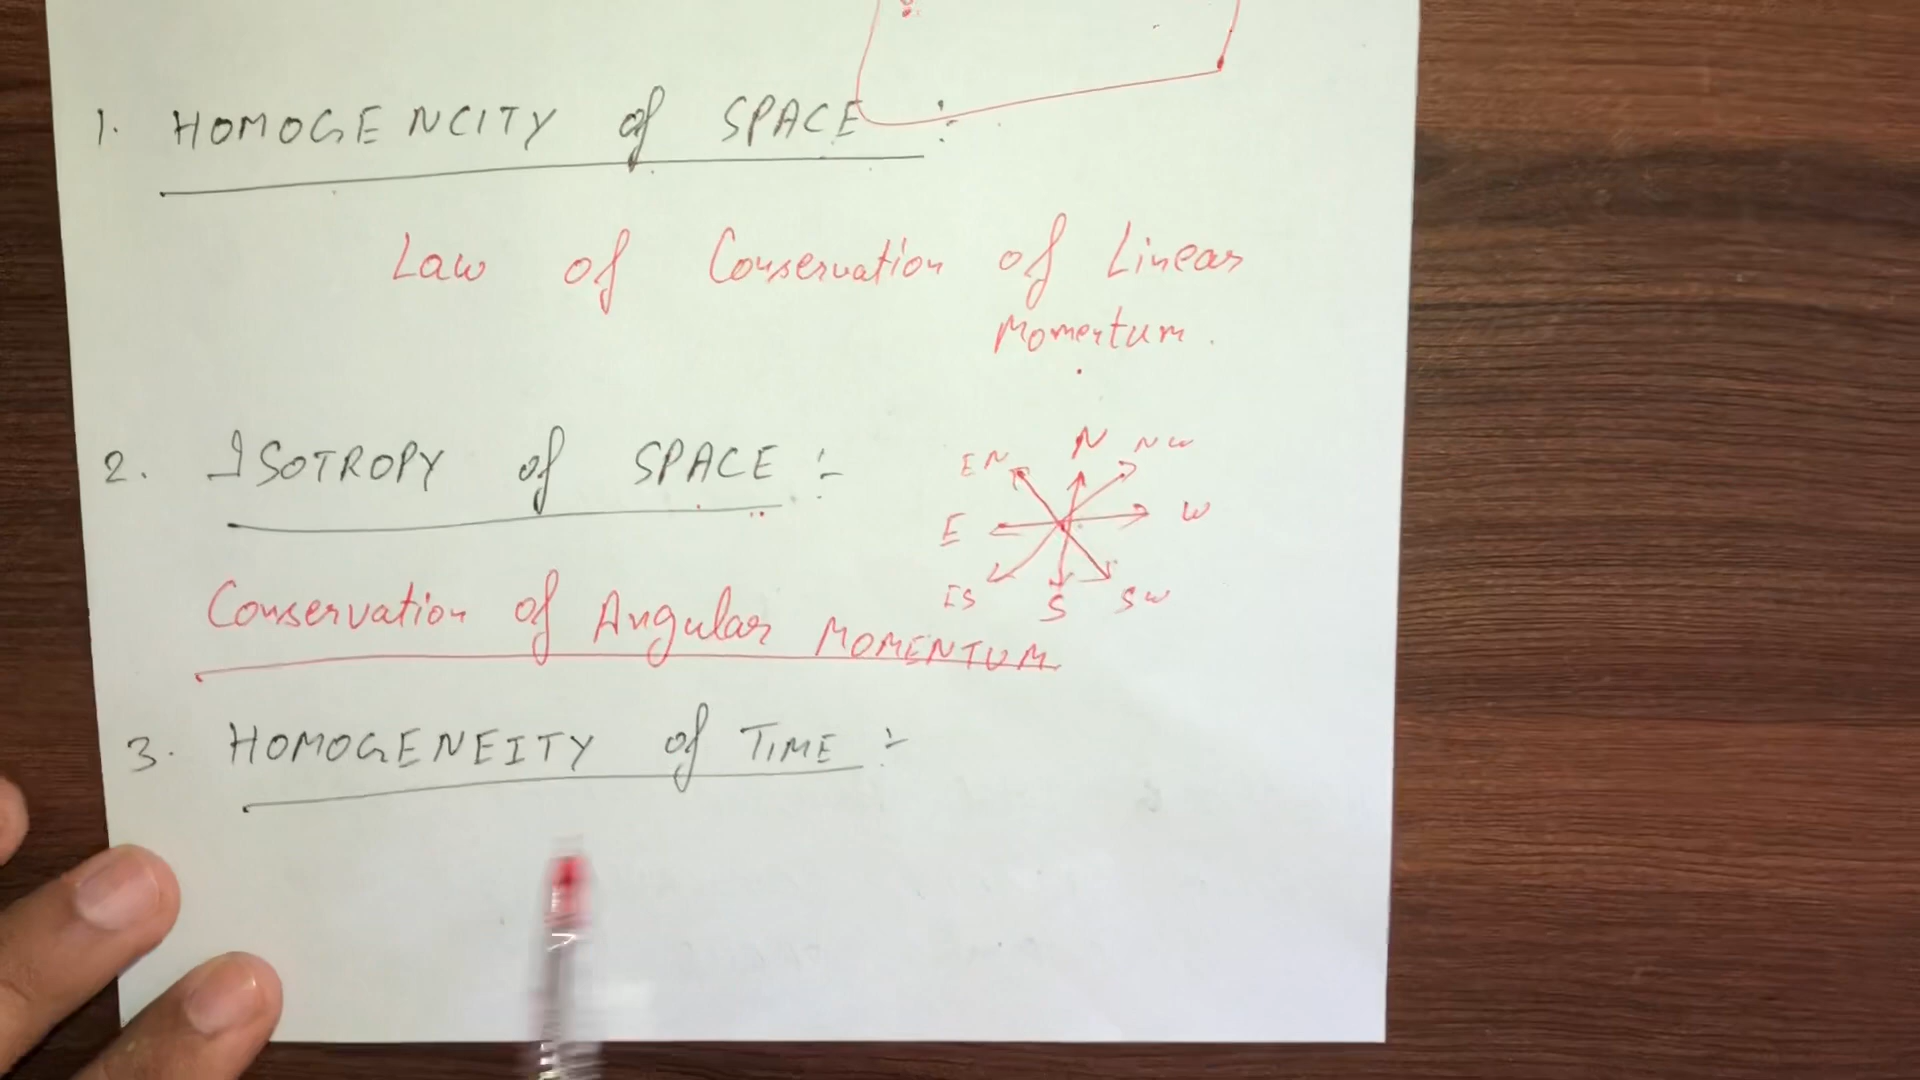 1. HOMOGENCITY of SPACE :-
Law of Conservation of Linear
Momentum.
2. ISOTROPY of SPACE :-
EN N NW
E W
ES S SW
Conservation of Angular MOMENTUM
3. HOMOGENEITY of TIME :-